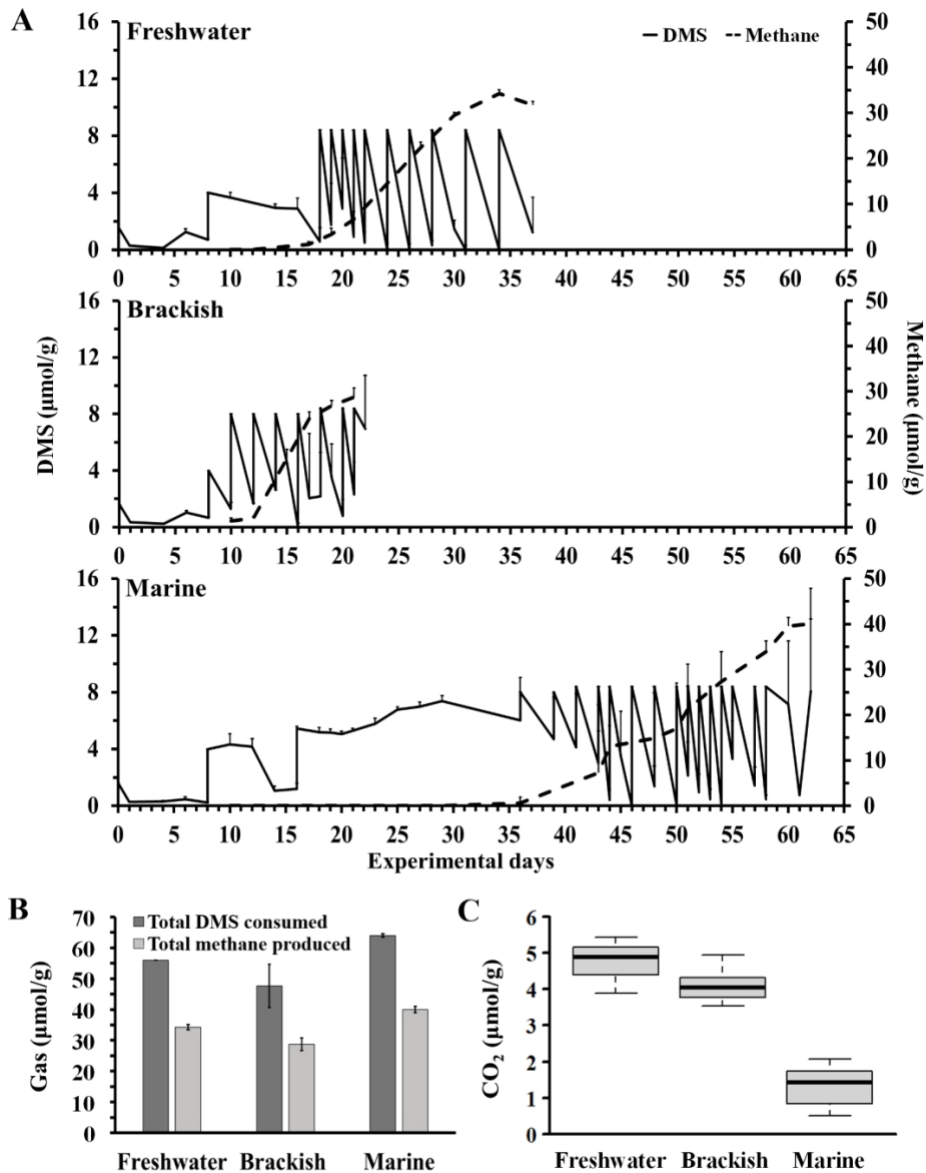 A
Freshwater
DMS Methane
16 12 8 4 0
50 40 30 20 10 0
0 5 10 15 20 25 30 35 40 45 50 55 60 65
Brackish
16 12 8 4 0
50 40 30 20 10 0
0 5 10 15 20 25 30 35 40 45 50 55 60 65
DMS (μmol/g)
Methane (μmol/g)
Marine
16 12 8 4 0
50 40 30 20 10 0
0 5 10 15 20 25 30 35 40 45 50 55 60 65
Experimental days
B
Gas (μmol/g)
70 60 50 40 30 20 10 0
Total DMS consumed
Total methane produced
Freshwater Brackish Marine
C
CO₂ (μmol/g)
6 5 4 3 2 1 0
Freshwater Brackish Marine